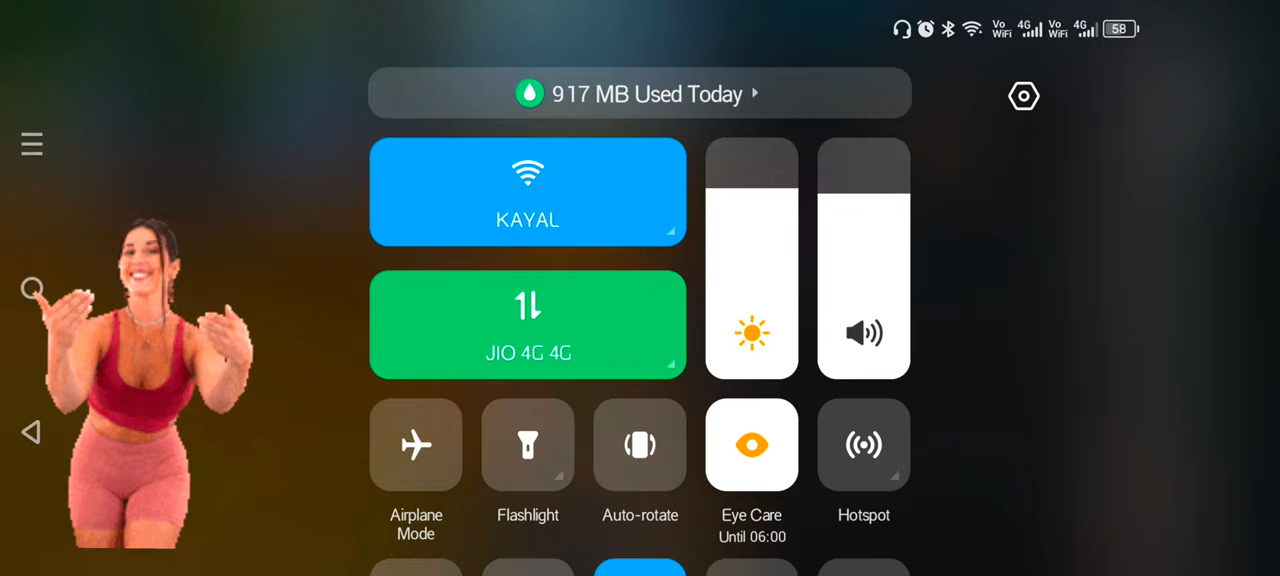 Vo
WiFi
4G
Vo
WiFi
4G
58
917 MB Used Today
KAYAL
JIO 4G 4G
Airplane
Mode
Flashlight
Auto-rotate
Eye Care
Until 06:00
Hotspot